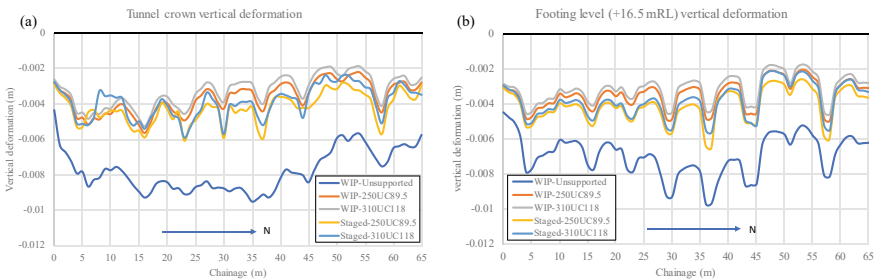 (a)
Tunnel crown vertical deformation
0
-0.002
-0.004
-0.006
-0.008
-0.01
-0.012
Vertical deformation (m)
WIP-Unsupported
WIP-250UC89.5
WIP-310UC118
Staged-250UC89.5
Staged-310UC118
N
0 5 10 15 20 25 30 35 40 45 50 55 60 65
Chainage (m)
(b)
Footing level (+16.5 mRL) vertical deformation
0
-0.002
-0.004
-0.006
-0.008
-0.01
-0.012
vertical deformation (m)
WIP-Unsupported
WIP-250UC89.5
WIP-310UC118
Staged-250UC89.5
Staged-310UC118
N
0 5 10 15 20 25 30 35 40 45 50 55 60 65
Chainage (m)